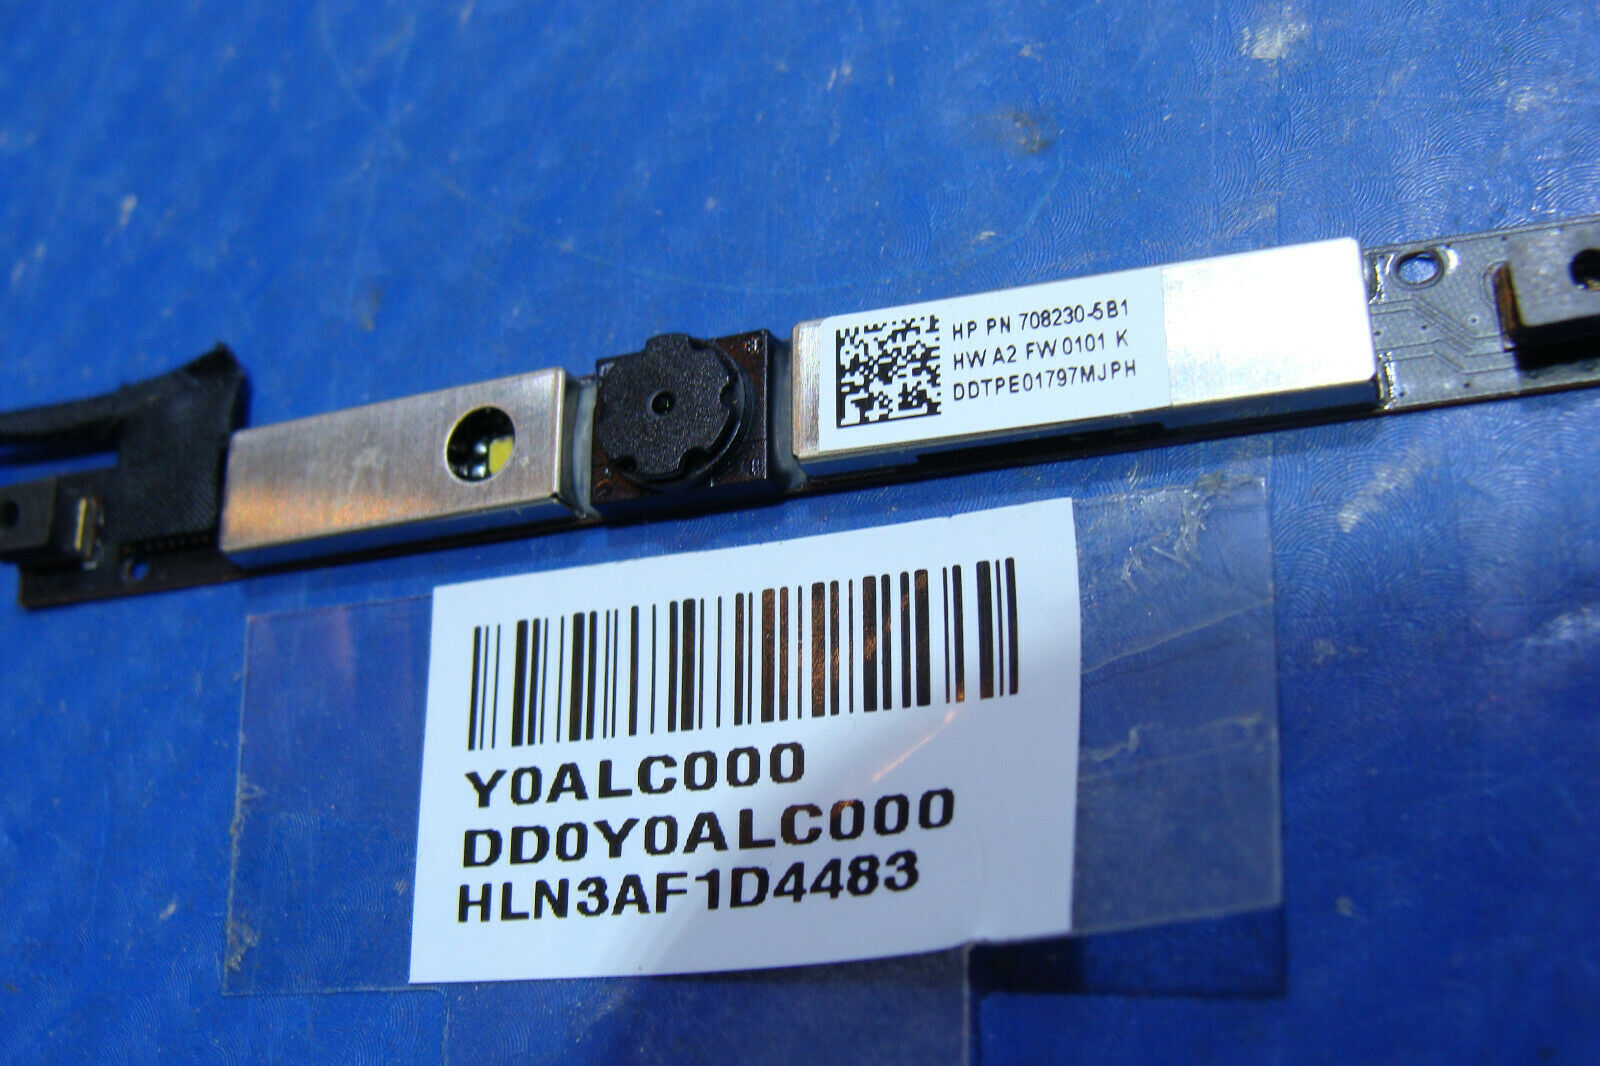 HP PN 708230-5B1
HW A2 FW 0101 K
DDTPE01797MJPH
Y0ALC000
DD0Y0ALC000
HLN3AF1D4483